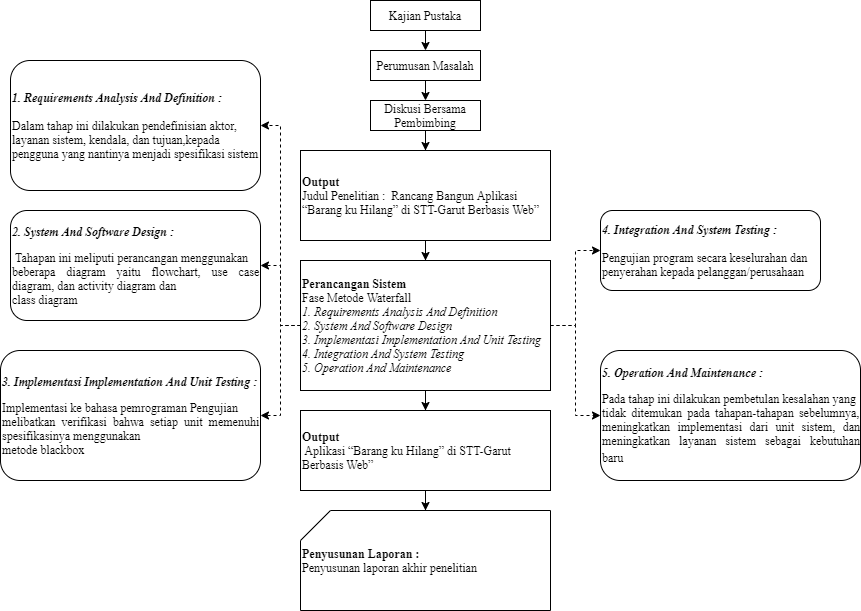 Kajian Pustaka
Perumusan Masalah
Diskusi Bersama
Pembimbing
Output
Judul Penelitian :  Rancang Bangun Aplikasi
“Barang ku Hilang” di STT-Garut Berbasis Web”
Perancangan Sistem
Fase Metode Waterfall
1. Requirements Analysis And Definition
2. System And Software Design
3. Implementasi Implementation And Unit Testing
4. Integration And System Testing
5. Operation And Maintenance
1. Requirements Analysis And Definition :
Dalam tahap ini dilakukan pendefinisian aktor,
layanan sistem, kendala, dan tujuan,kepada
pengguna yang nantinya menjadi spesifikasi sistem
2. System And Software Design :
Tahapan ini meliputi perancangan menggunakan
beberapa diagram yaitu flowchart, use case
diagram, dan activity diagram dan
class diagram
3. Implementasi Implementation And Unit Testing :
Implementasi ke bahasa pemrograman Pengujian
melibatkan verifikasi bahwa setiap unit memenuhi
spesifikasinya menggunakan
metode blackbox
4. Integration And System Testing :
Pengujian program secara keselurahan dan
penyerahan kepada pelanggan/perusahaan
5. Operation And Maintenance :
Pada tahap ini dilakukan pembetulan kesalahan yang
tidak ditemukan pada tahapan-tahapan sebelumnya,
meningkatkan implementasi dari unit sistem, dan
meningkatkan layanan sistem sebagai kebutuhan
baru
Output
Aplikasi “Barang ku Hilang” di STT-Garut
Berbasis Web”
Penyusunan Laporan :
Penyusunan laporan akhir penelitian